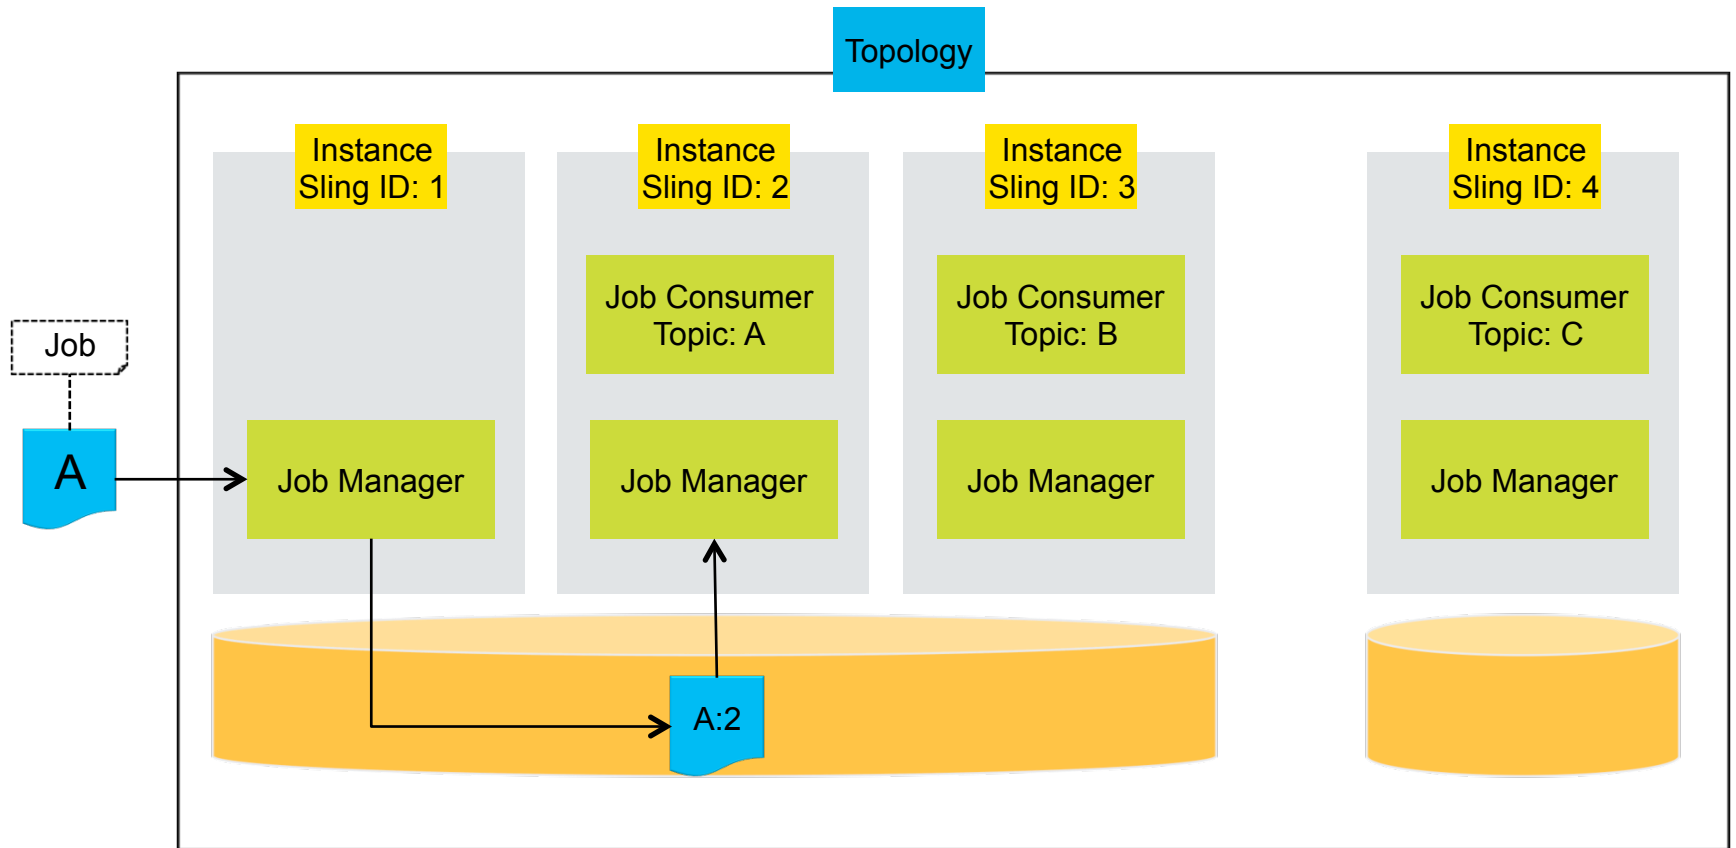 Topology
Instance
Sling ID: 1
Instance
Sling ID: 2
Instance
Sling ID: 3
Instance
Sling ID: 4
Job Consumer
Topic: A
Job Consumer
Topic: B
Job Consumer
Topic: C
Job
A
Job Manager
Job Manager
Job Manager
Job Manager
A:2